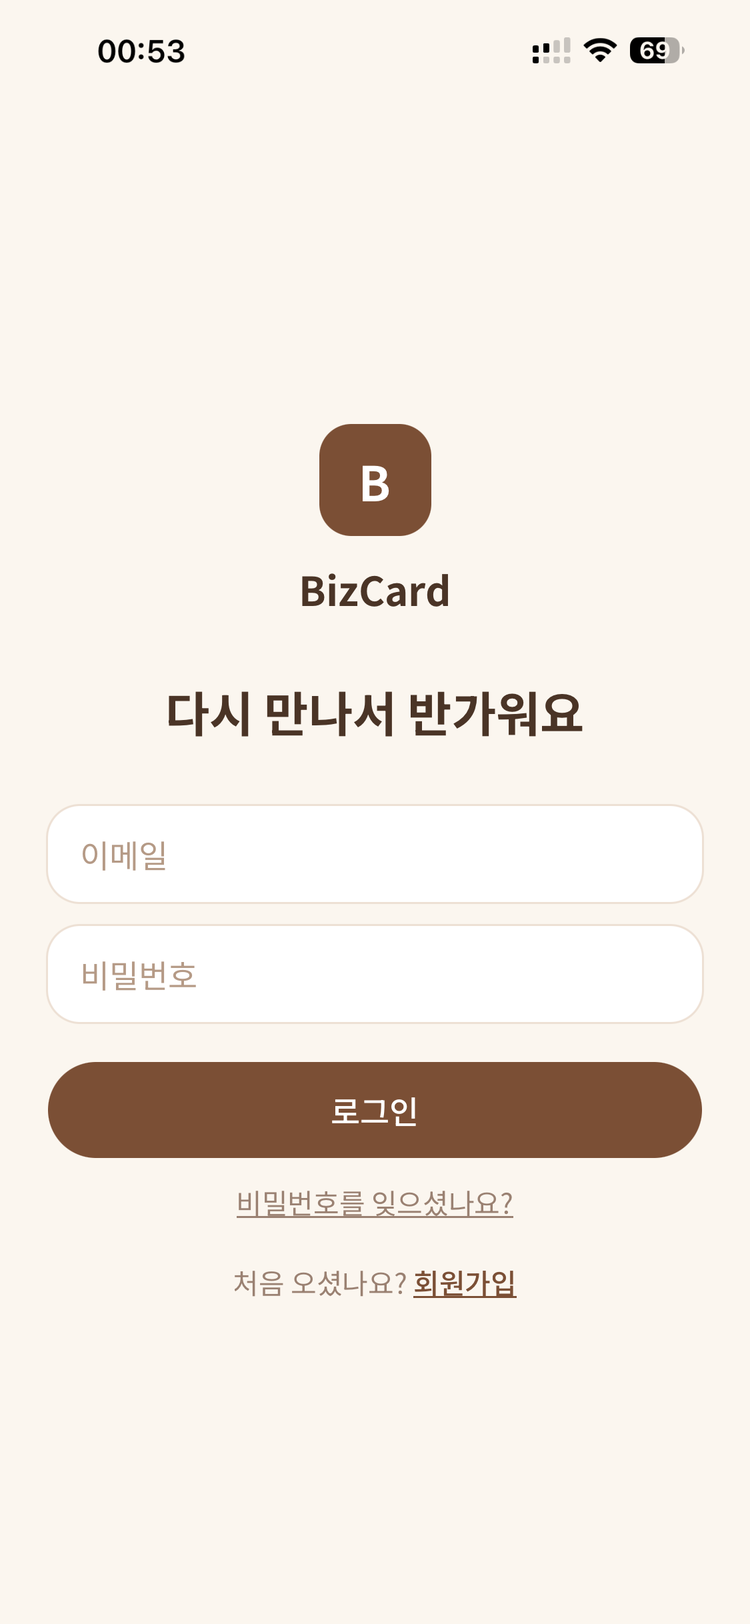 00:53
69
B
BizCard
다시 만나서 반가워요
이메일
비밀번호
로그인
비밀번호를 잊으셨나요?
처음 오셨나요? 회원가입